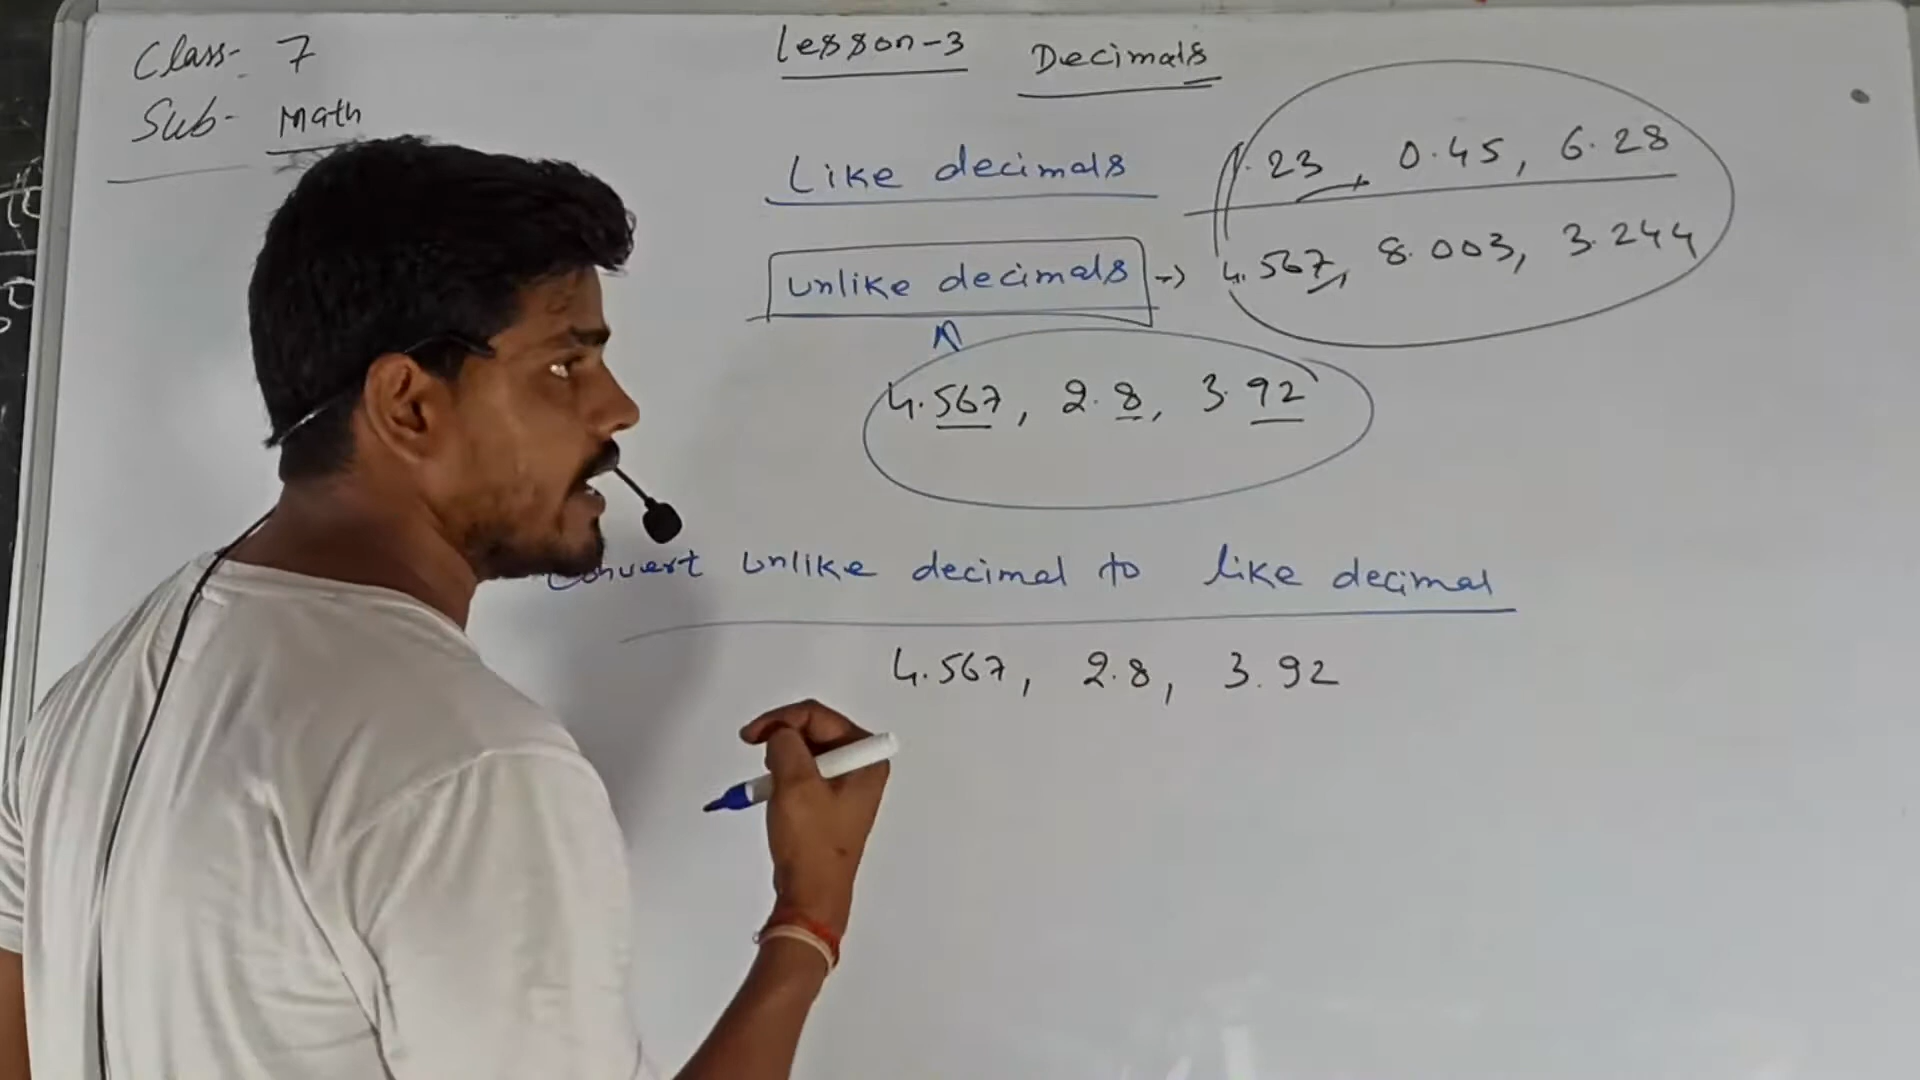 Class- 7
Sub- Math
Lesson-3 Decimals
Like decimals
1.23, 0.45, 6.28
unlike decimals → 4.567, 8.003, 3.244
4.567, 2.8, 3.92
Convert unlike decimal to like decimal
4.567, 2.8, 3.92